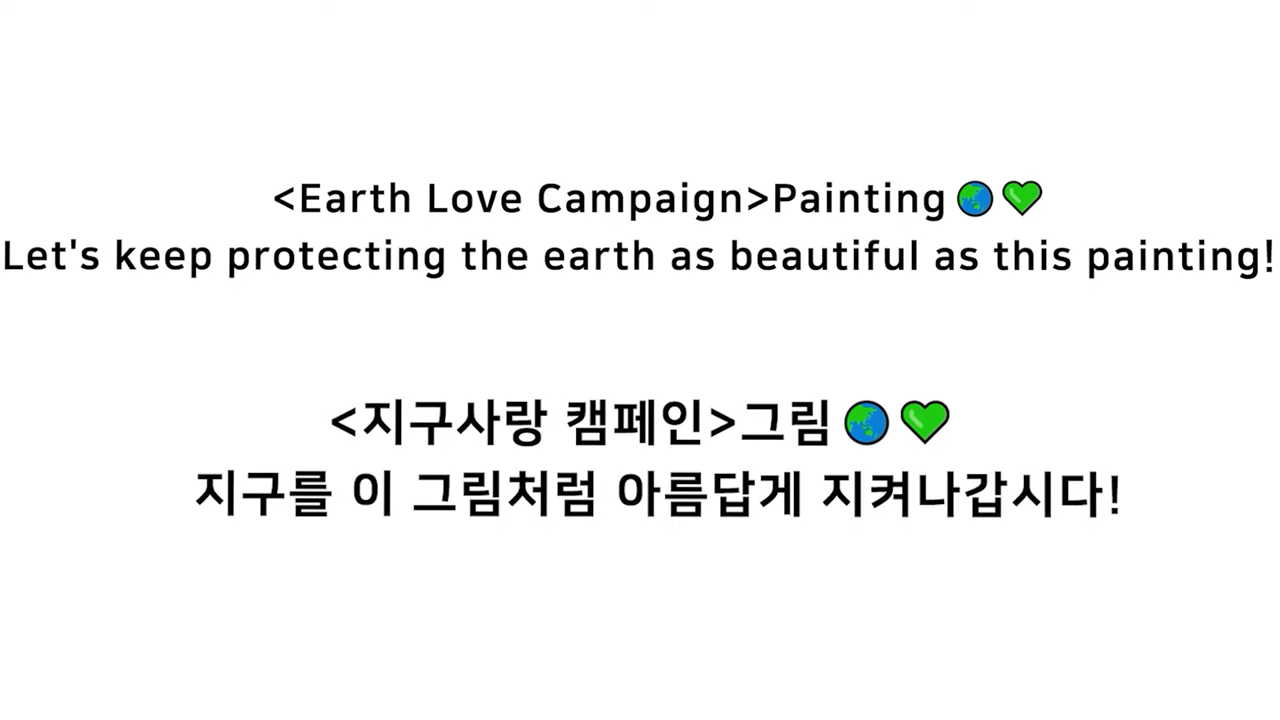 <Earth Love Campaign>Painting🌏💚
Let's keep protecting the earth as beautiful as this painting!
<지구사랑 캠페인>그림🌏💚
지구를 이 그림처럼 아름답게 지켜나갑시다!